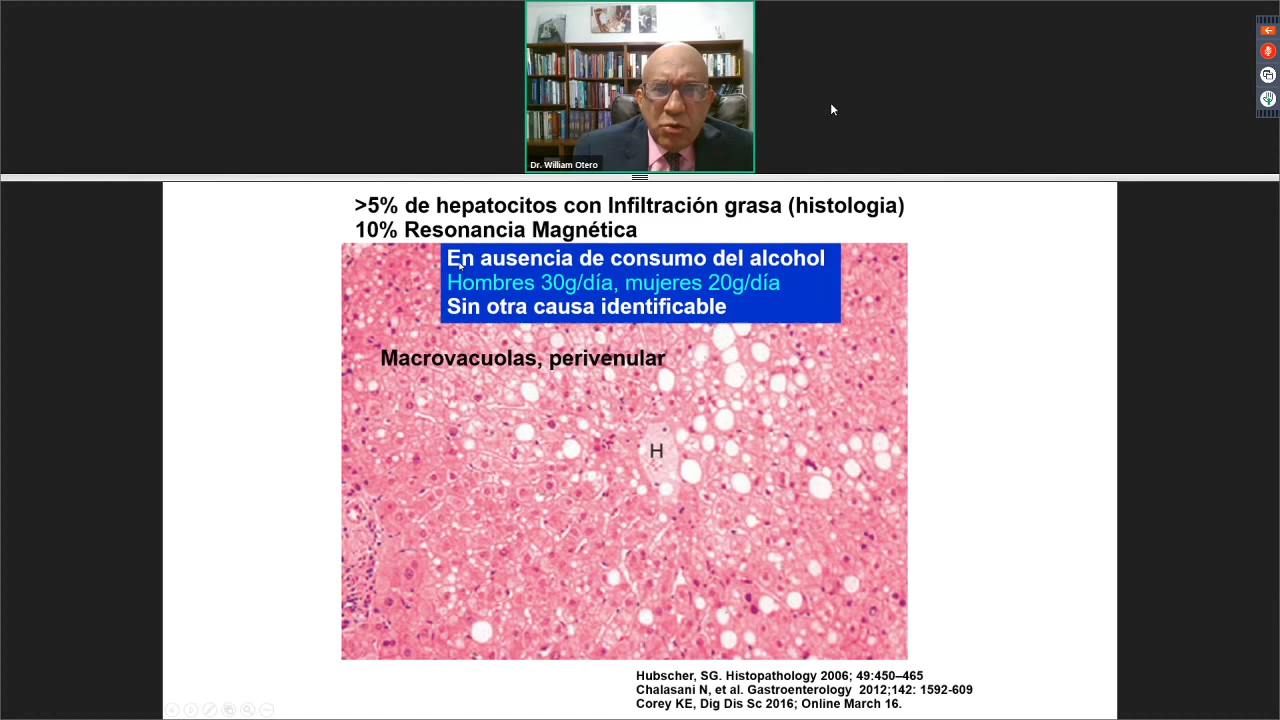 Dr. William Otero
>5% de hepatocitos con Infiltración grasa (histologia)
10% Resonancia Magnética
En ausencia de consumo del alcohol
Hombres 30g/día, mujeres 20g/día
Sin otra causa identificable
Macrovacuolas, perivenular
H
Hubscher, SG. Histopathology 2006; 49:450–465
Chalasani N, et al. Gastroenterology 2012;142: 1592-609
Corey KE, Dig Dis Sc 2016; Online March 16.